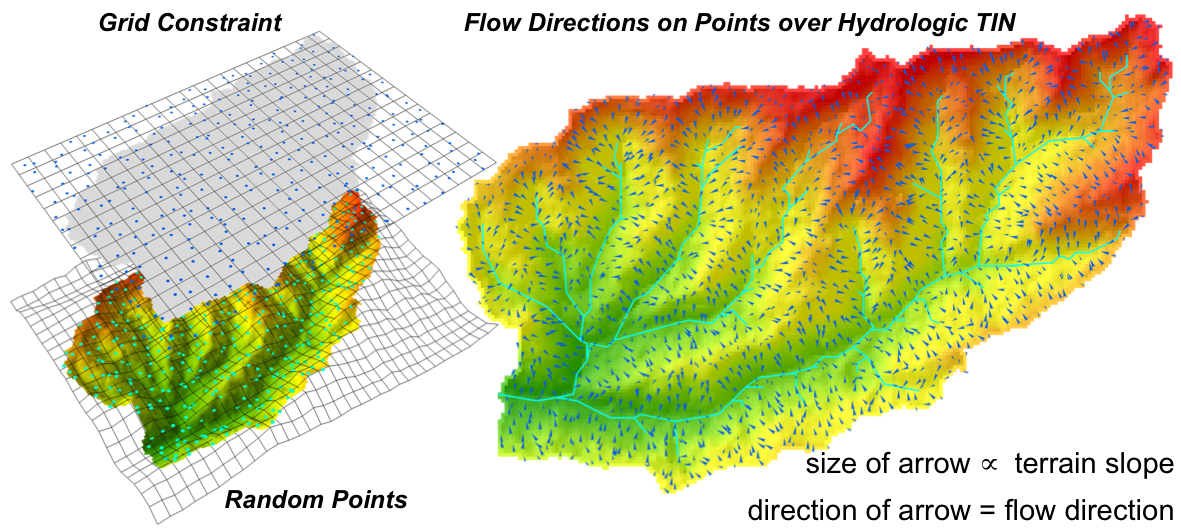 Grid Constraint
Flow Directions on Points over Hydrologic TIN
Random Points
size of arrow ∝ terrain slope
direction of arrow = flow direction